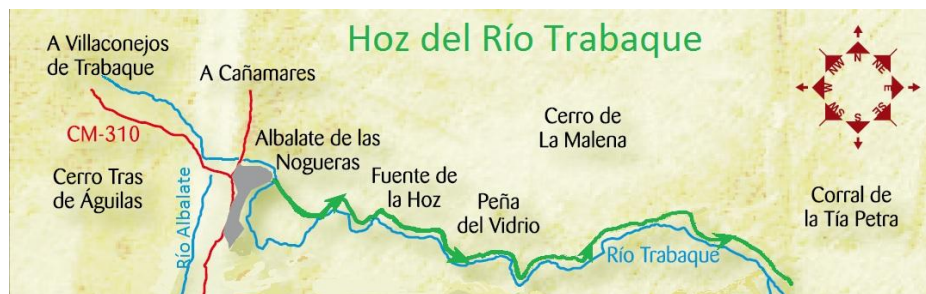 Hoz del Río Trabaque
A Villaconejos
de Trabaque
A Cañamares
CM-310
Albalate de las
Nogueras
Cerro de
La Malena
Cerro Tras
de Águilas
Fuente de
la Hoz
Peña
del Vidrio
Corral de
la Tía Petra
Río Albalate
Río Trabaque
N
NE
E
SE
S
SW
W
NW